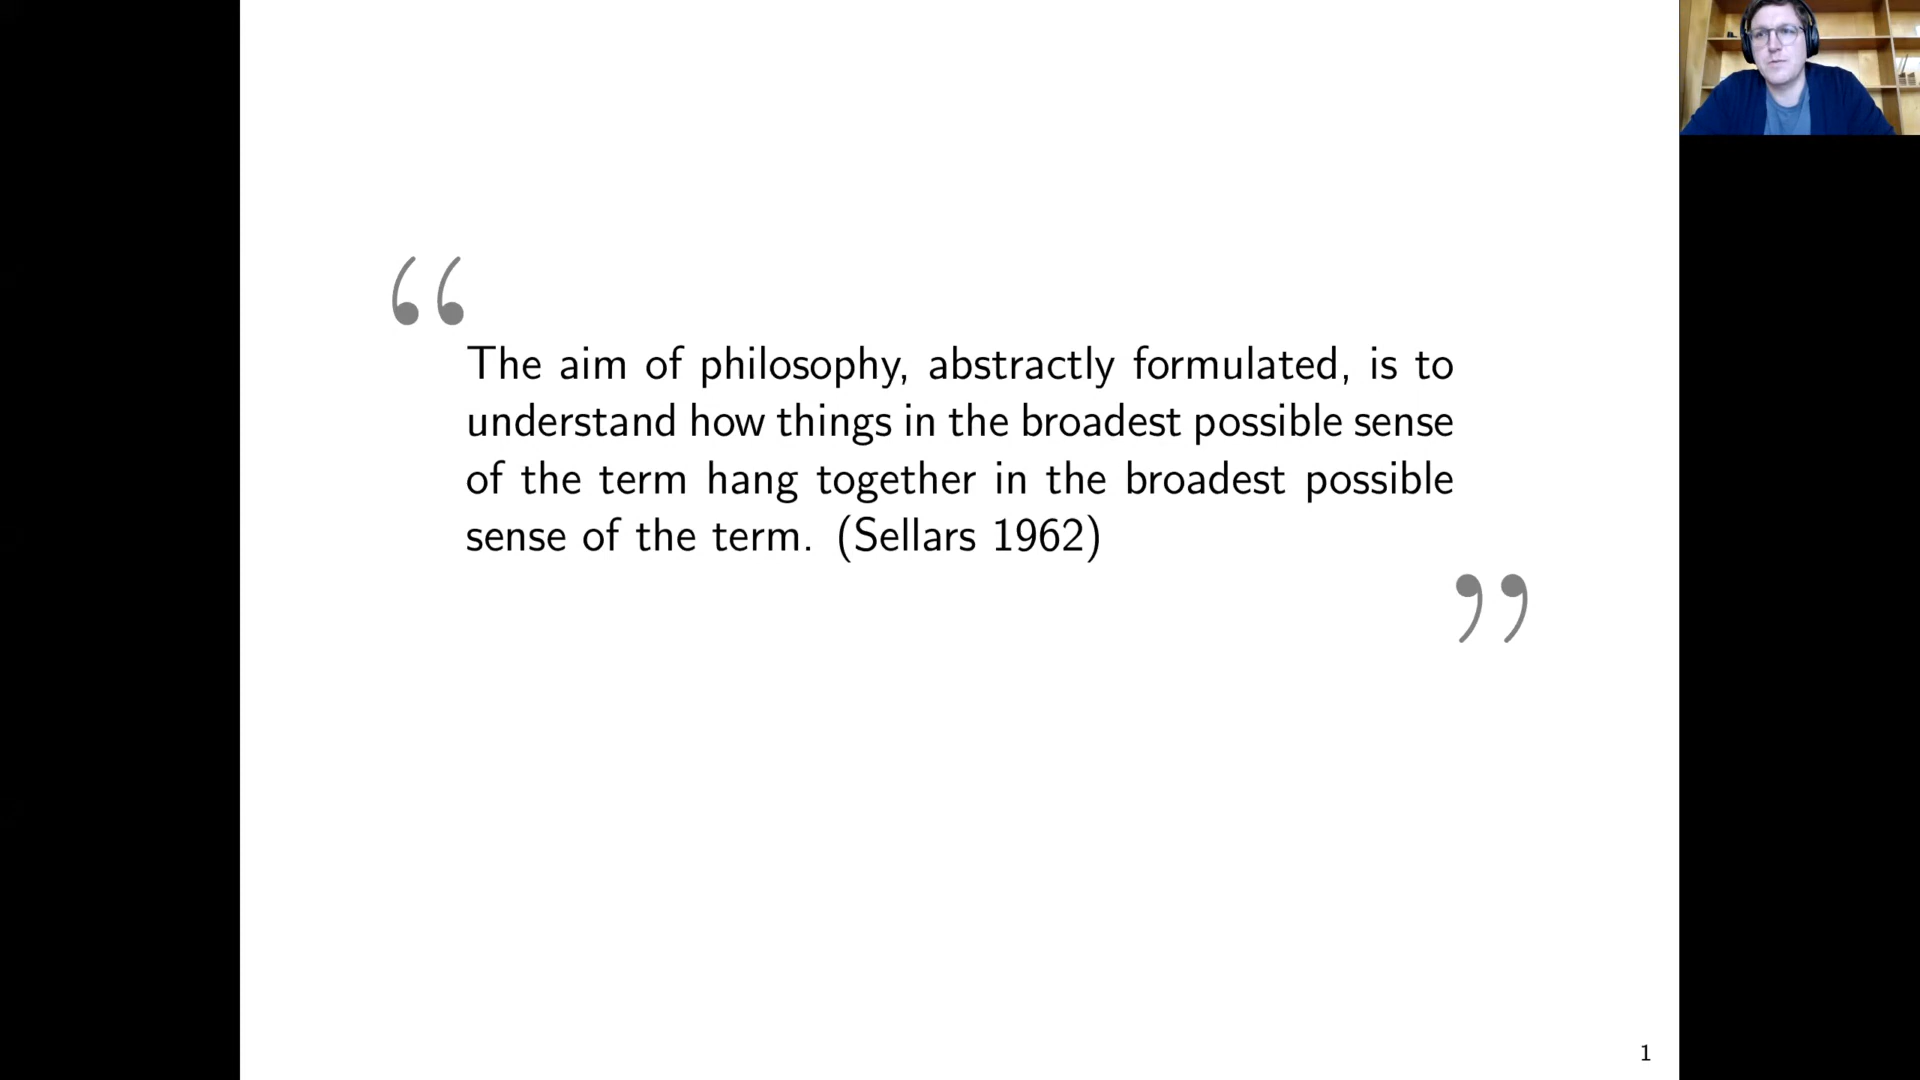 “
The aim of philosophy, abstractly formulated, is to
understand how things in the broadest possible sense
of the term hang together in the broadest possible
sense of the term. (Sellars 1962)
”
1